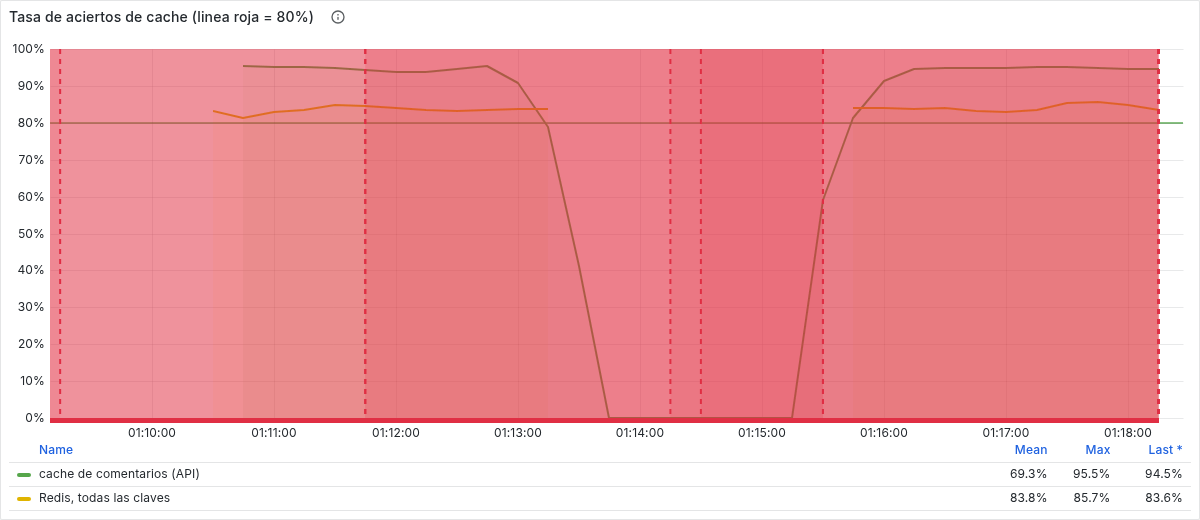 Tasa de aciertos de cache (linea roja = 80%)
100%
90%
80%
70%
60%
50%
40%
30%
20%
10%
0%
01:10:00 01:11:00 01:12:00 01:13:00 01:14:00 01:15:00 01:16:00 01:17:00 01:18:00
Name Mean Max Last *
cache de comentarios (API) 69.3% 95.5% 94.5%
Redis, todas las claves 83.8% 85.7% 83.6%